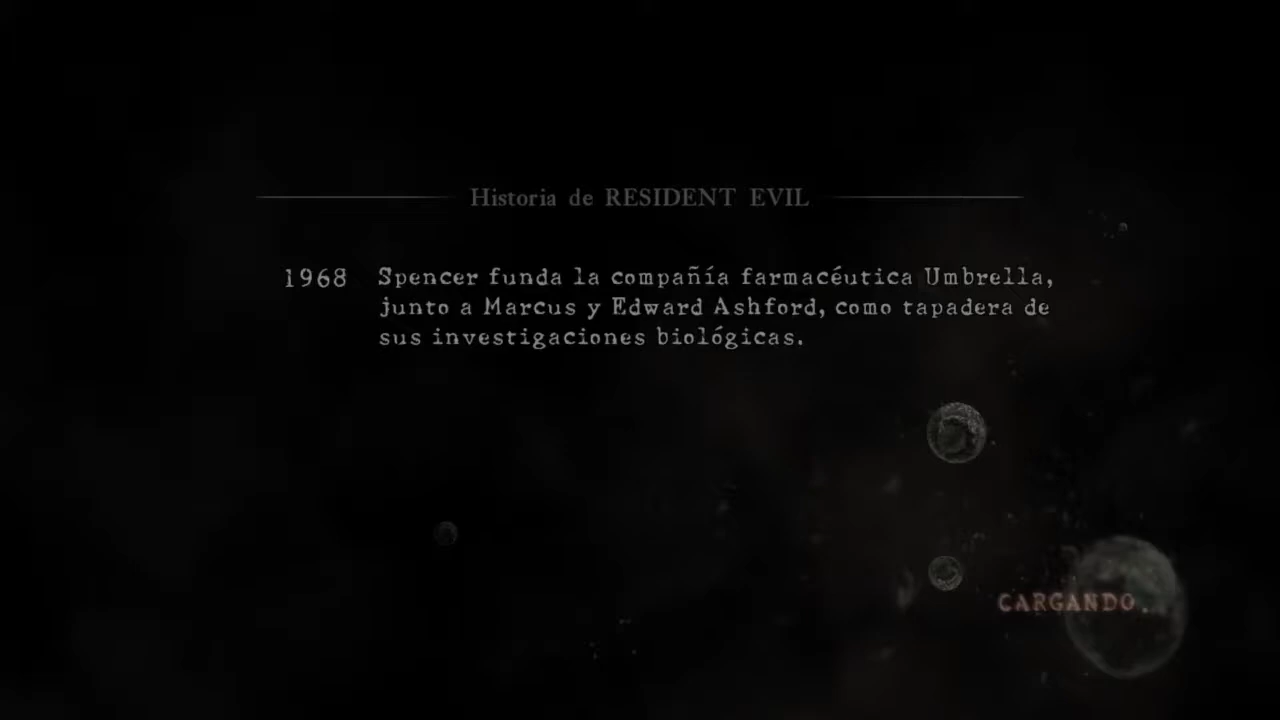 Historia de RESIDENT EVIL
1968 Spencer funda la compañía farmacéutica Umbrella,
junto a Marcus y Edward Ashford, como tapadera de
sus investigaciones biológicas.
CARGANDO.